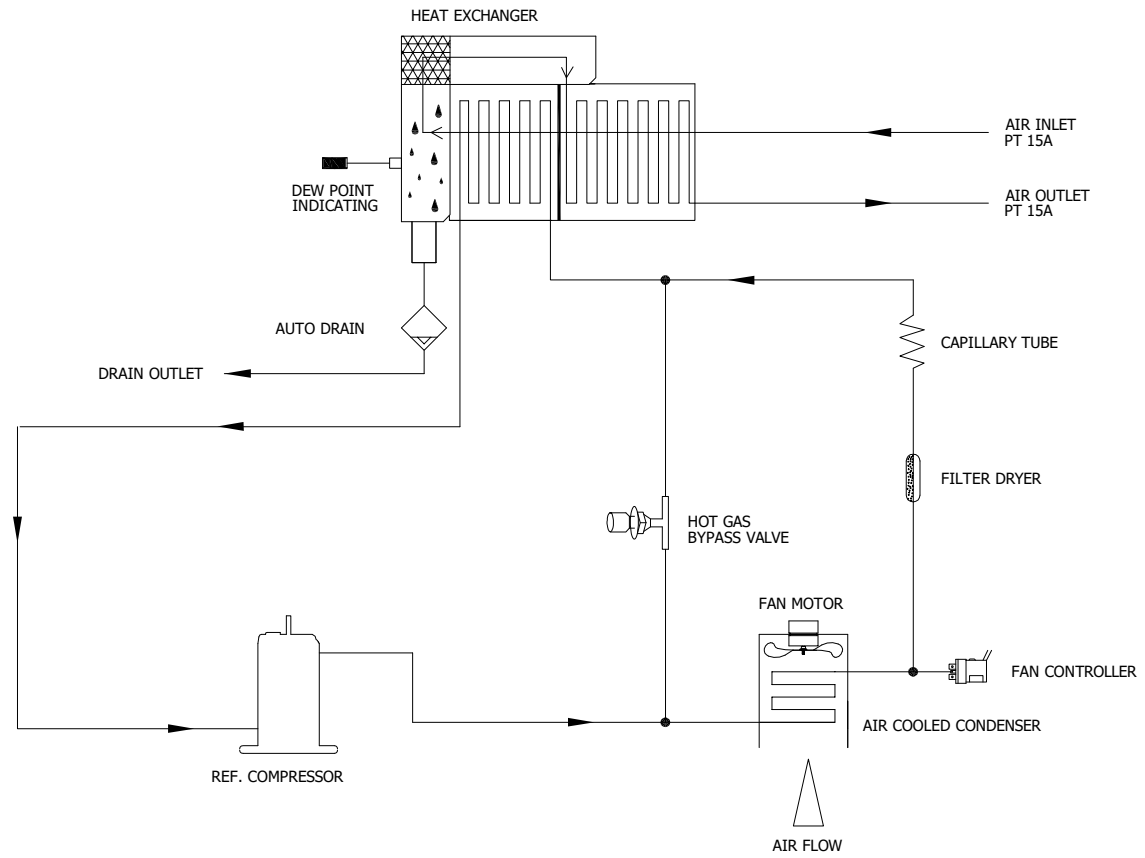 HEAT EXCHANGER
AIR INLET
PT 15A
DEW POINT
INDICATING
AIR OUTLET
PT 15A
AUTO DRAIN
CAPILLARY TUBE
DRAIN OUTLET
FILTER DRYER
HOT GAS
BYPASS VALVE
FAN MOTOR
FAN CONTROLLER
AIR COOLED CONDENSER
REF. COMPRESSOR
AIR FLOW